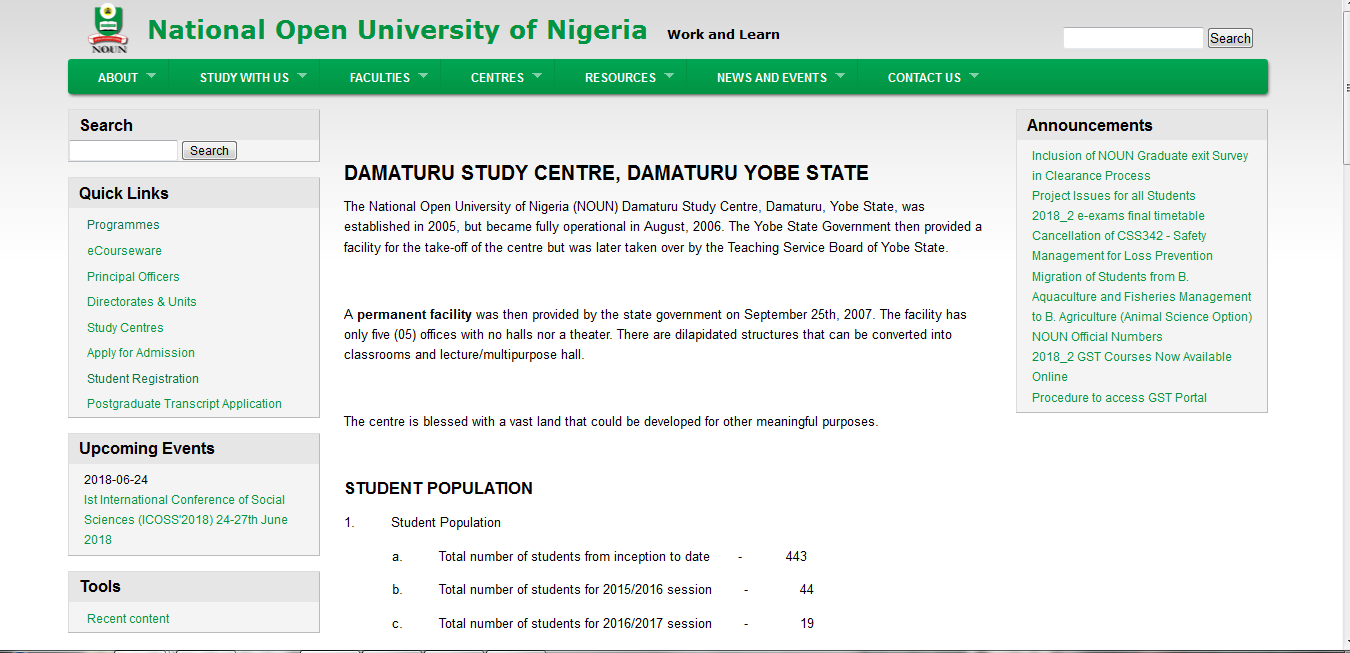 NOUN
National Open University of Nigeria
Work and Learn
Search
ABOUT
STUDY WITH US
FACULTIES
CENTRES
RESOURCES
NEWS AND EVENTS
CONTACT US
Search
Search
Quick Links
Programmes
eCourseware
Principal Officers
Directorates & Units
Study Centres
Apply for Admission
Student Registration
Postgraduate Transcript Application
Upcoming Events
2018-06-24
Ist International Conference of Social
Sciences (ICOSS'2018) 24-27th June
2018
Tools
Recent content
DAMATURU STUDY CENTRE, DAMATURU YOBE STATE
The National Open University of Nigeria (NOUN) Damaturu Study Centre, Damaturu, Yobe State, was
established in 2005, but became fully operational in August, 2006. The Yobe State Government then provided a
facility for the take-off of the centre but was later taken over by the Teaching Service Board of Yobe State.
A permanent facility was then provided by the state government on September 25th, 2007. The facility has
only five (05) offices with no halls nor a theater. There are dilapidated structures that can be converted into
classrooms and lecture/multipurpose hall.
The centre is blessed with a vast land that could be developed for other meaningful purposes.
STUDENT POPULATION
1. Student Population
a. Total number of students from inception to date - 443
b. Total number of students for 2015/2016 session - 44
c. Total number of students for 2016/2017 session - 19
Announcements
Inclusion of NOUN Graduate exit Survey
in Clearance Process
Project Issues for all Students
2018_2 e-exams final timetable
Cancellation of CSS342 - Safety
Management for Loss Prevention
Migration of Students from B.
Aquaculture and Fisheries Management
to B. Agriculture (Animal Science Option)
NOUN Official Numbers
2018_2 GST Courses Now Available
Online
Procedure to access GST Portal